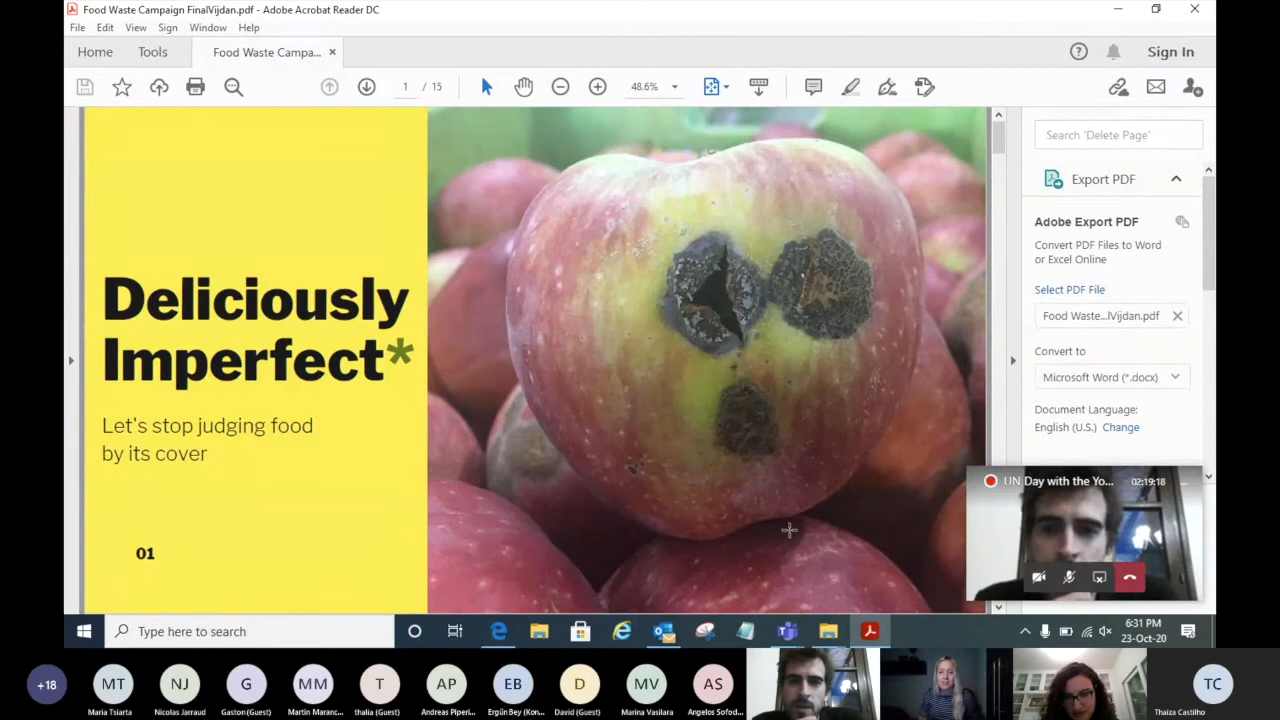 Food Waste Campaign FinalVijdan.pdf - Adobe Acrobat Reader DC
File Edit View Sign Window Help
Home Tools Food Waste Campa... × Sign In
1 / 15 48.6%
Deliciously
Imperfect*
Let's stop judging food
by its cover
01
Search 'Delete Page'
Export PDF
Adobe Export PDF
Convert PDF Files to Word
or Excel Online
Select PDF File
Food Waste...lVijdan.pdf
Convert to
Microsoft Word (*.docx)
Document Language:
English (U.S.) Change
UN Day with the Yo... 02:19:18
Type here to search
6:31 PM
23-Oct-20
+18 MT NJ G MM T AP EB D MV AS TC
Maria Tsiarta Nicolas Jarraud Gaston (Guest) Martin Maranc... thalia (Guest) Andreas Piperi... Ergün Bey (Kon... David (Guest) Marina Vasilara Angelos Sofod... Thaiza Castilho